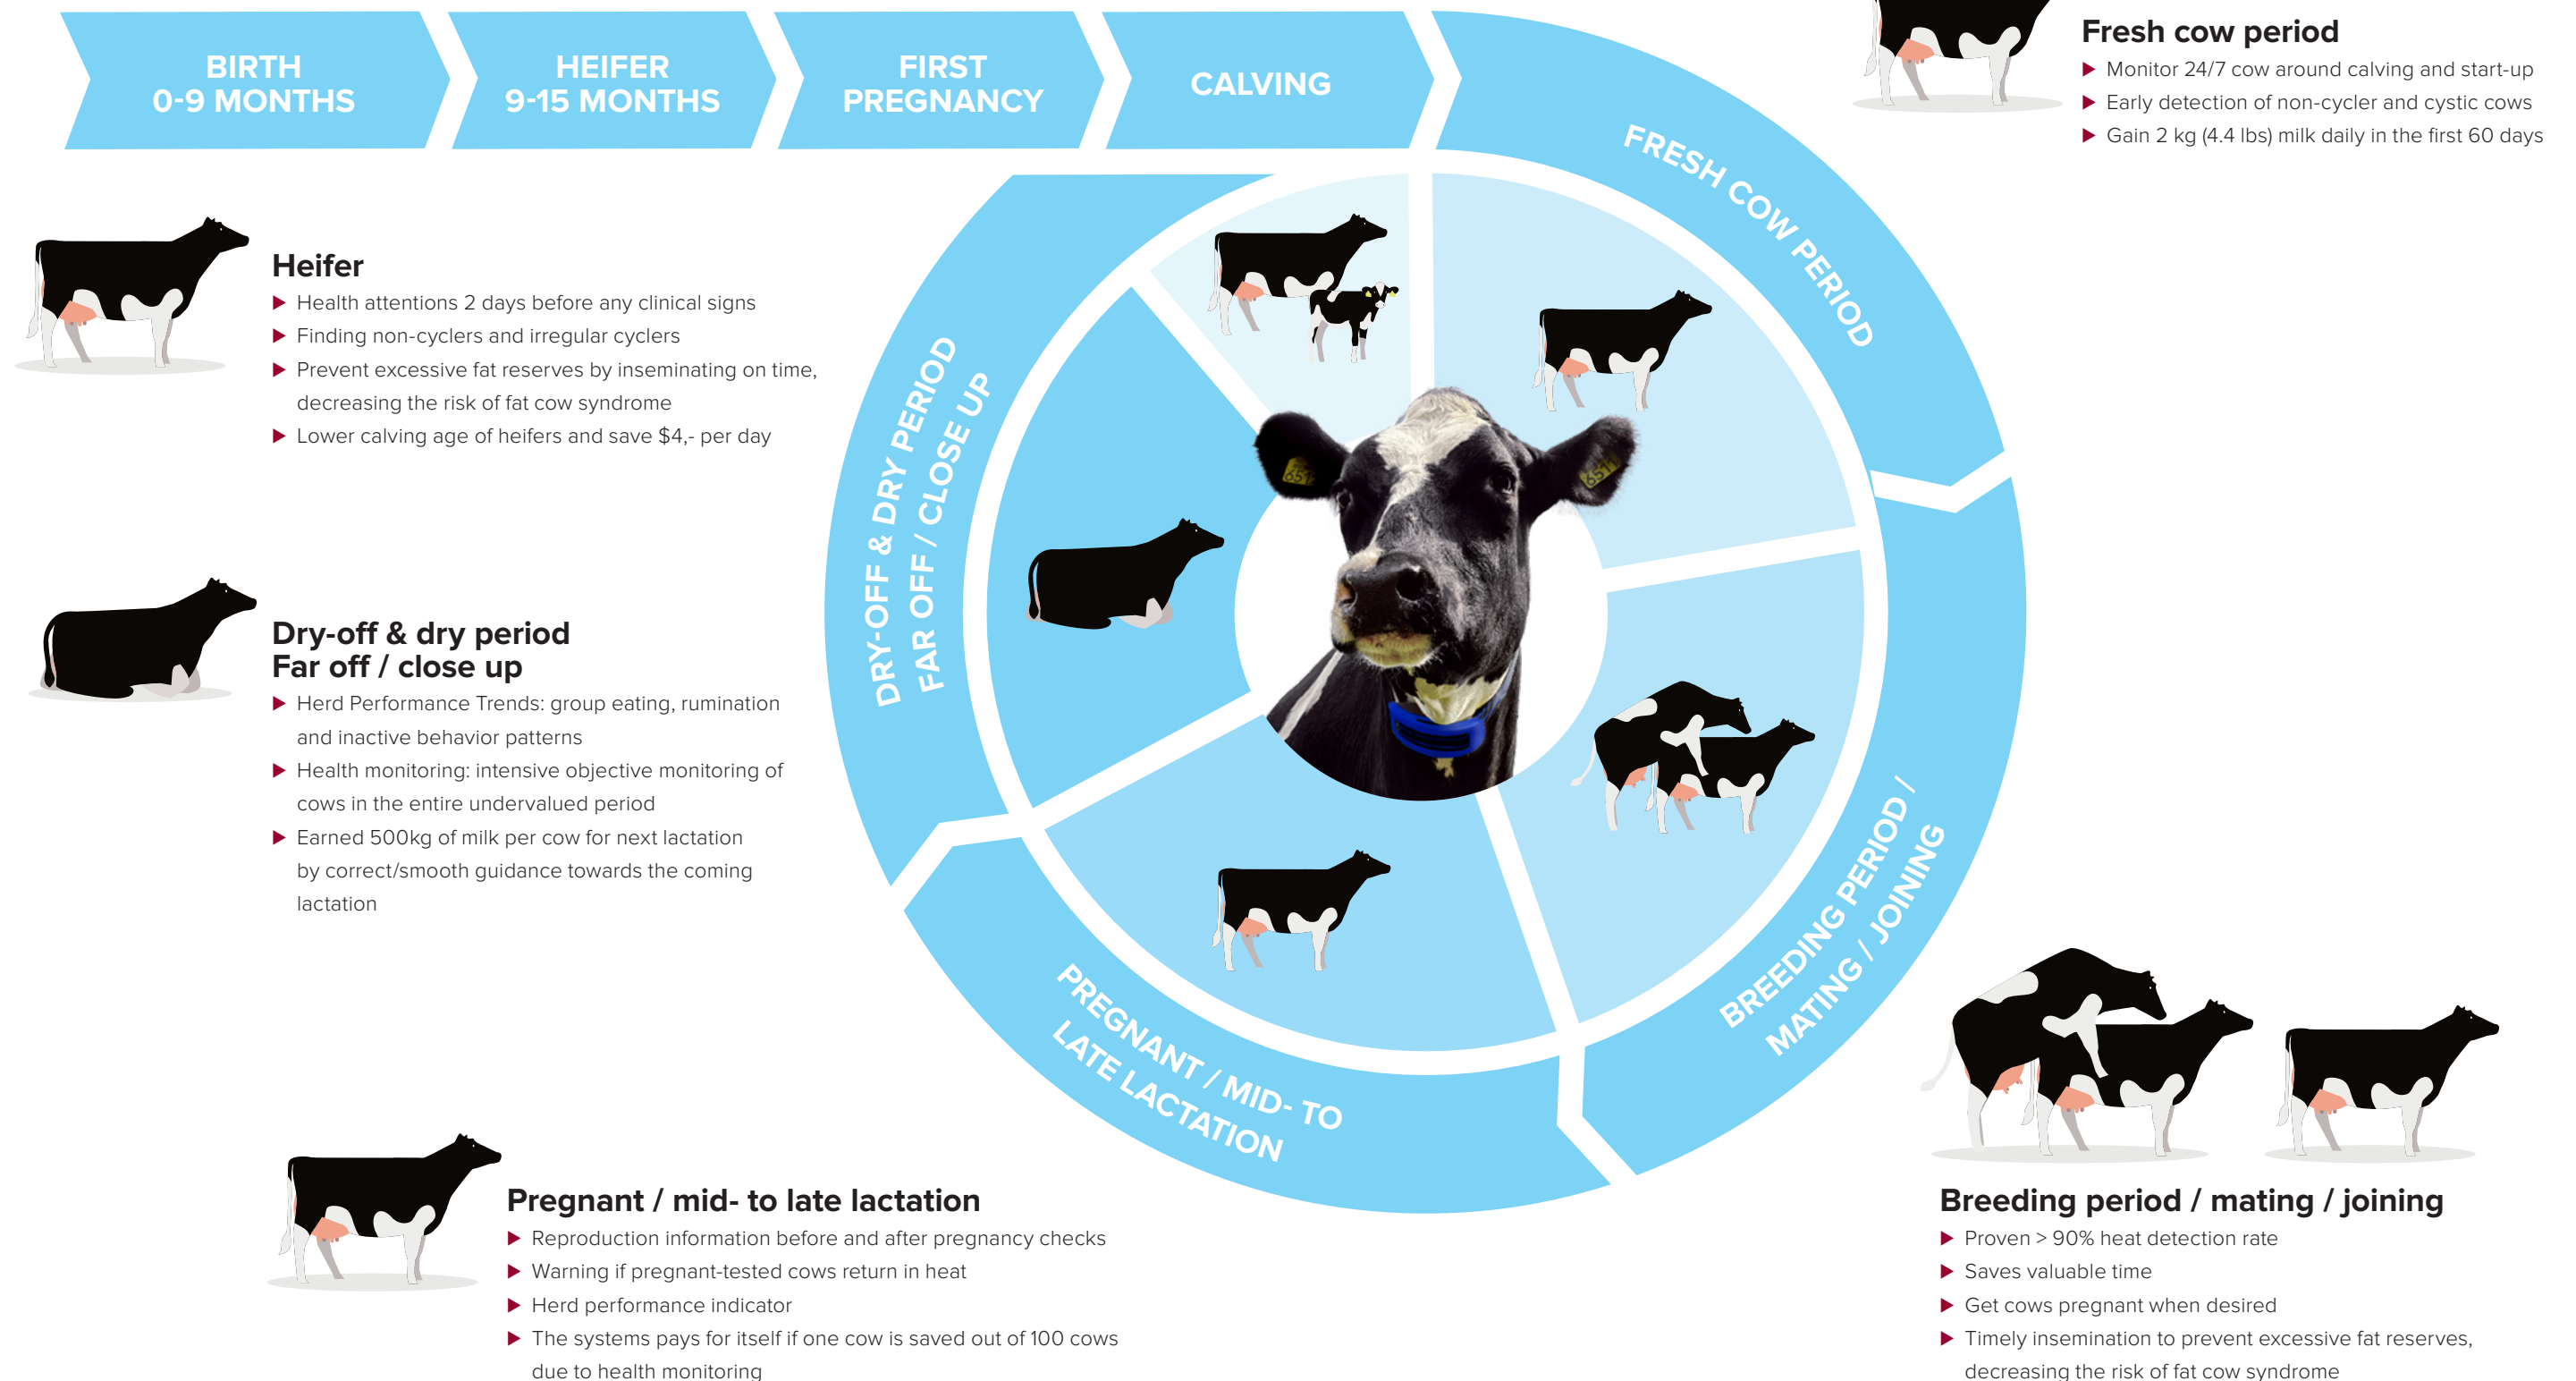 BIRTH
0-9 MONTHS
HEIFER
9-15 MONTHS
FIRST
PREGNANCY
CALVING
FRESH COW PERIOD
BREEDING PERIOD /
MATING / JOINING
PREGNANT / MID- TO
LATE LACTATION
DRY-OFF & DRY PERIOD
FAR OFF / CLOSE UP
Fresh cow period
Monitor 24/7 cow around calving and start-up
Early detection of non-cycler and cystic cows
Gain 2 kg (4.4 lbs) milk daily in the first 60 days
Heifer
Health attentions 2 days before any clinical signs
Finding non-cyclers and irregular cyclers
Prevent excessive fat reserves by inseminating on time,
decreasing the risk of fat cow syndrome
Lower calving age of heifers and save $4,- per day
Dry-off & dry period
Far off / close up
Herd Performance Trends: group eating, rumination
and inactive behavior patterns
Health monitoring: intensive objective monitoring of
cows in the entire undervalued period
Earned 500kg of milk per cow for next lactation
by correct/smooth guidance towards the coming
lactation
Pregnant / mid- to late lactation
Reproduction information before and after pregnancy checks
Warning if pregnant-tested cows return in heat
Herd performance indicator
The systems pays for itself if one cow is saved out of 100 cows
due to health monitoring
Breeding period / mating / joining
Proven > 90% heat detection rate
Saves valuable time
Get cows pregnant when desired
Timely insemination to prevent excessive fat reserves,
decreasing the risk of fat cow syndrome